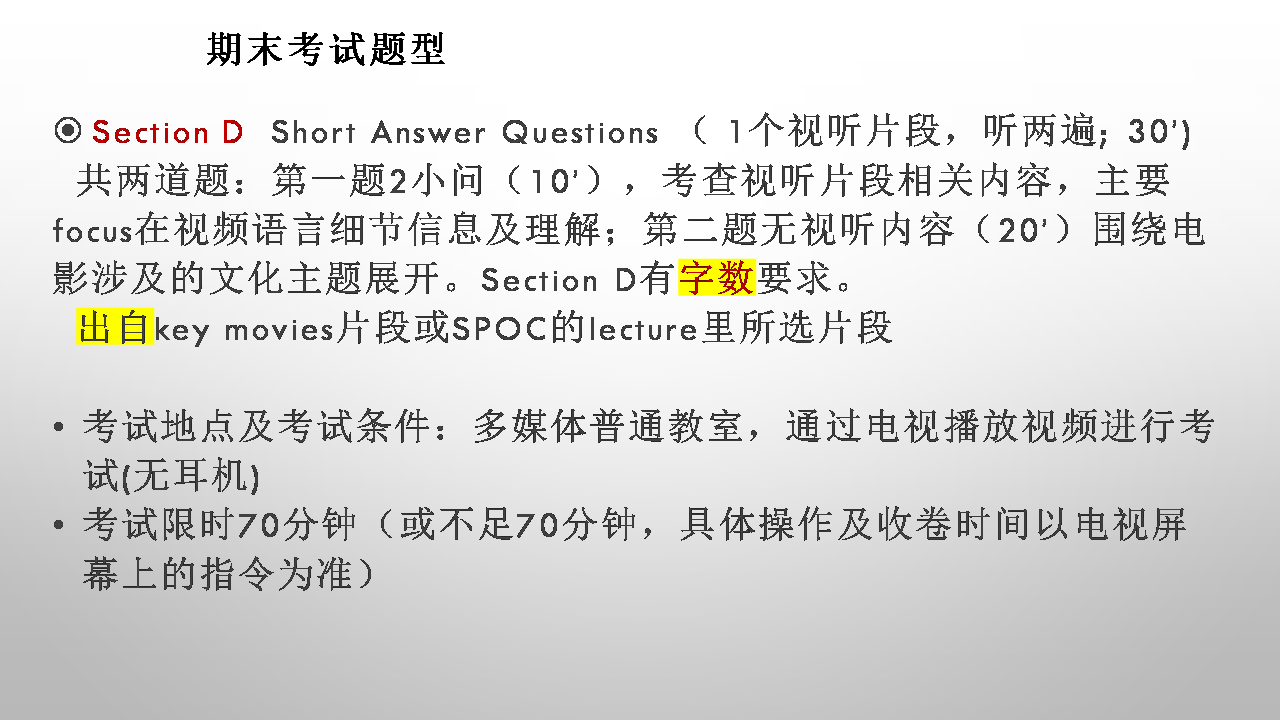 期末考试题型
Section D Short Answer Questions （ 1个视听片段，听两遍; 30’)
共两道题：第一题2小问（10’），考查视听片段相关内容，主要
focus在视频语言细节信息及理解；第二题无视听内容（20’）围绕电
影涉及的文化主题展开。Section D有字数要求。
出自key movies片段或SPOC的lecture里所选片段
• 考试地点及考试条件：多媒体普通教室，通过电视播放视频进行考
试(无耳机)
• 考试限时70分钟（或不足70分钟，具体操作及收卷时间以电视屏
幕上的指令为准）